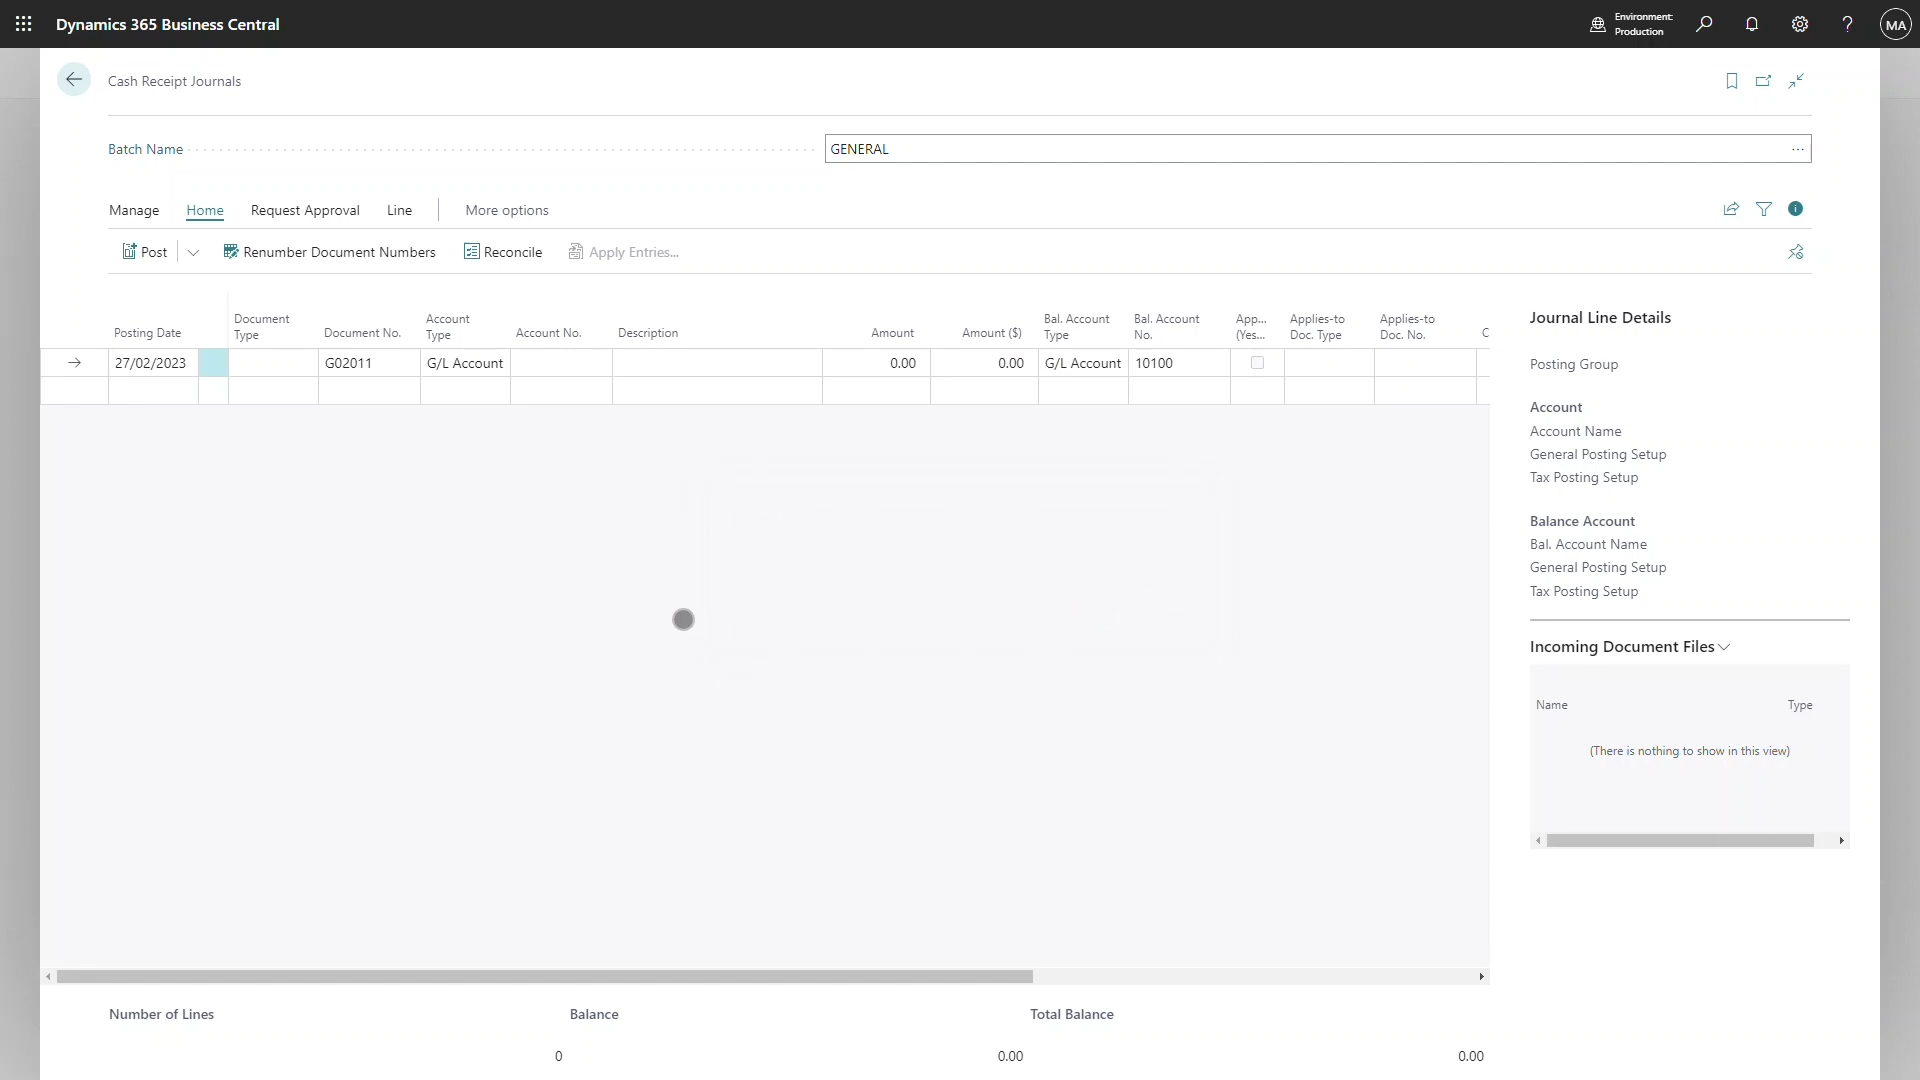 Dynamics 365 Business Central
Environment:
Production
MA
Cash Receipt Journals
Batch Name
GENERAL
Manage Home Request Approval Line More options
Post Renumber Document Numbers Reconcile Apply Entries...
Posting Date Document Type Document No. Account Type Account No. Description Amount Amount ($) Bal. Account Type Bal. Account No. App... (Yes... Applies-to Doc. Type Applies-to Doc. No. C
27/02/2023 G02011 G/L Account 0.00 0.00 G/L Account 10100
Journal Line Details
Posting Group
Account
Account Name
General Posting Setup
Tax Posting Setup
Balance Account
Bal. Account Name
General Posting Setup
Tax Posting Setup
Incoming Document Files
Name Type
(There is nothing to show in this view)
Number of Lines Balance Total Balance
0 0.00 0.00